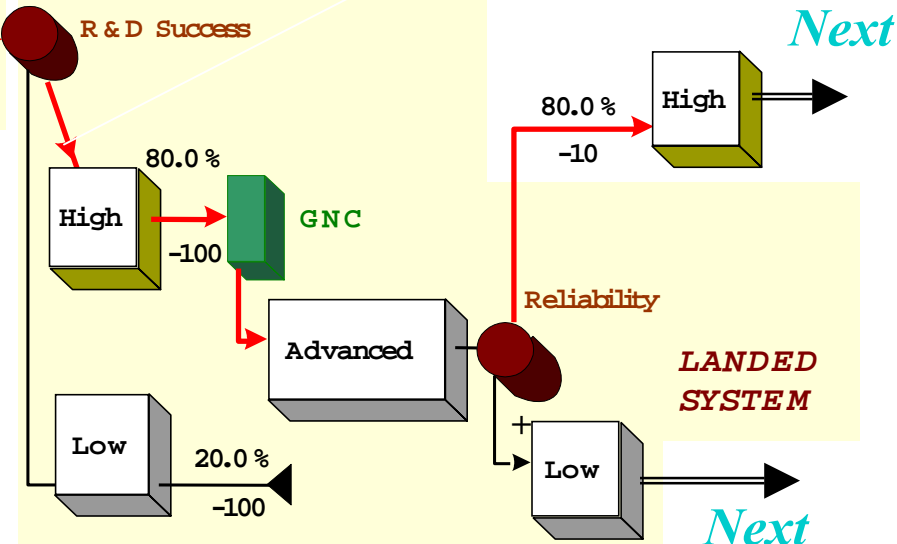 R & D Success
Next
80.0 %
High
-10
80.0 %
High
-100
GNC
Reliability
Advanced
LANDED
SYSTEM
+
Low
20.0 %
-100
Low
Next